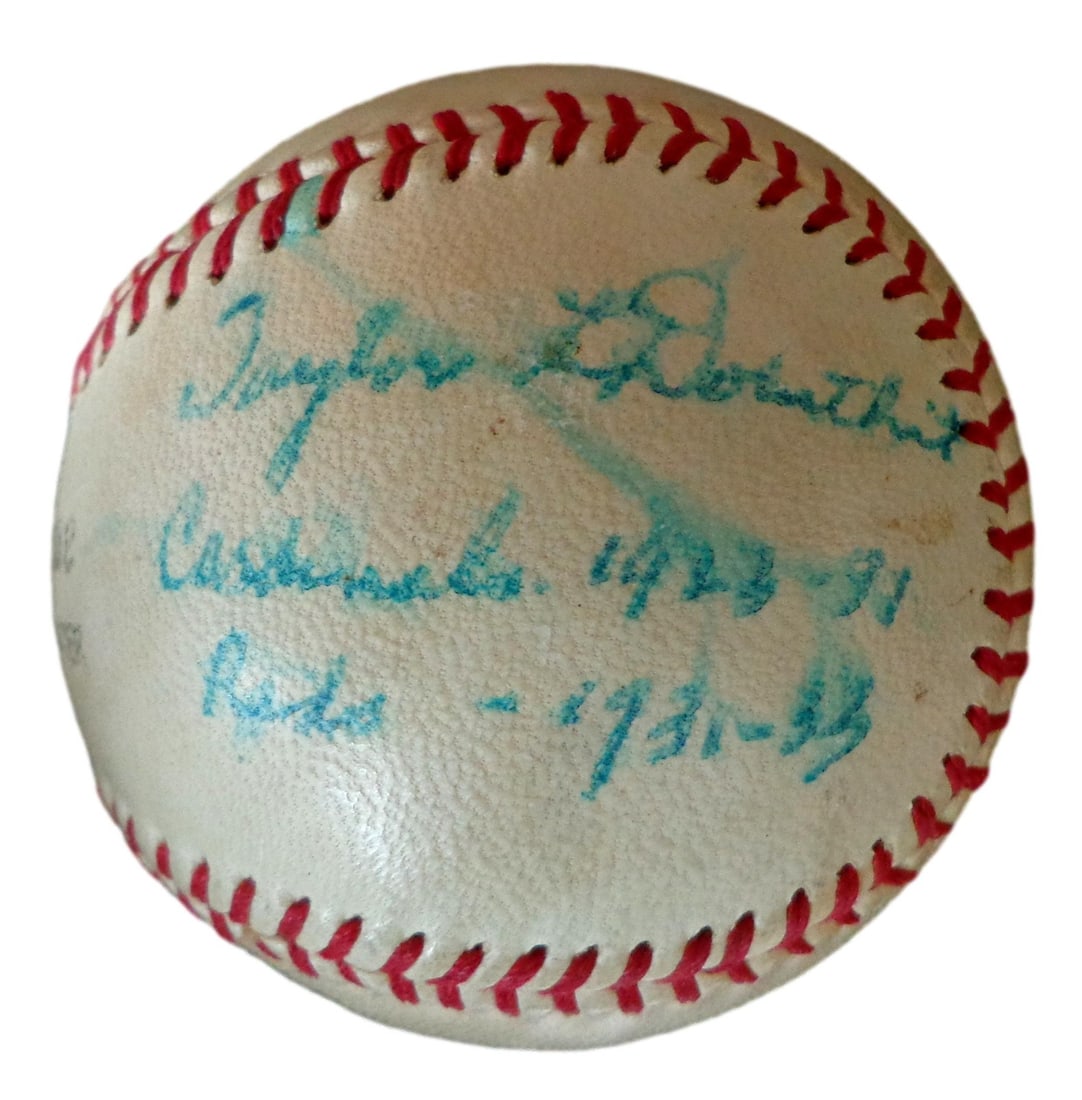 Taylor Douthit
Cardinals. 1923-31
Reds - 1931-33